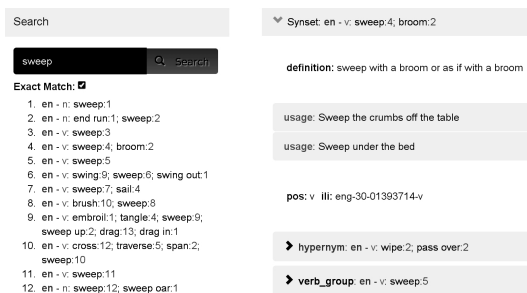 Search
sweep
Search
Exact Match:
1. en - n: sweep:1
2. en - n: end run:1; sweep:2
3. en - v: sweep:3
4. en - v: sweep:4; broom:2
5. en - v: sweep:5
6. en - v: swing:9; sweep:6; swing out:1
7. en - v: sweep:7; sail:4
8. en - v: brush:10; sweep:8
9. en - v: embroil:1; tangle:4; sweep:9;
sweep up:2; drag:13; drag in:1
10. en - v: cross:12; traverse:5; span:2;
sweep:10
11. en - v: sweep:11
12. en - n: sweep:12; sweep oar:1
Synset: en - v: sweep:4; broom:2
definition: sweep with a broom or as if with a broom
usage: Sweep the crumbs off the table
usage: Sweep under the bed
pos: v ili: eng-30-01393714-v
hypernym: en - v: wipe:2; pass over:2
verb_group: en - v: sweep:5